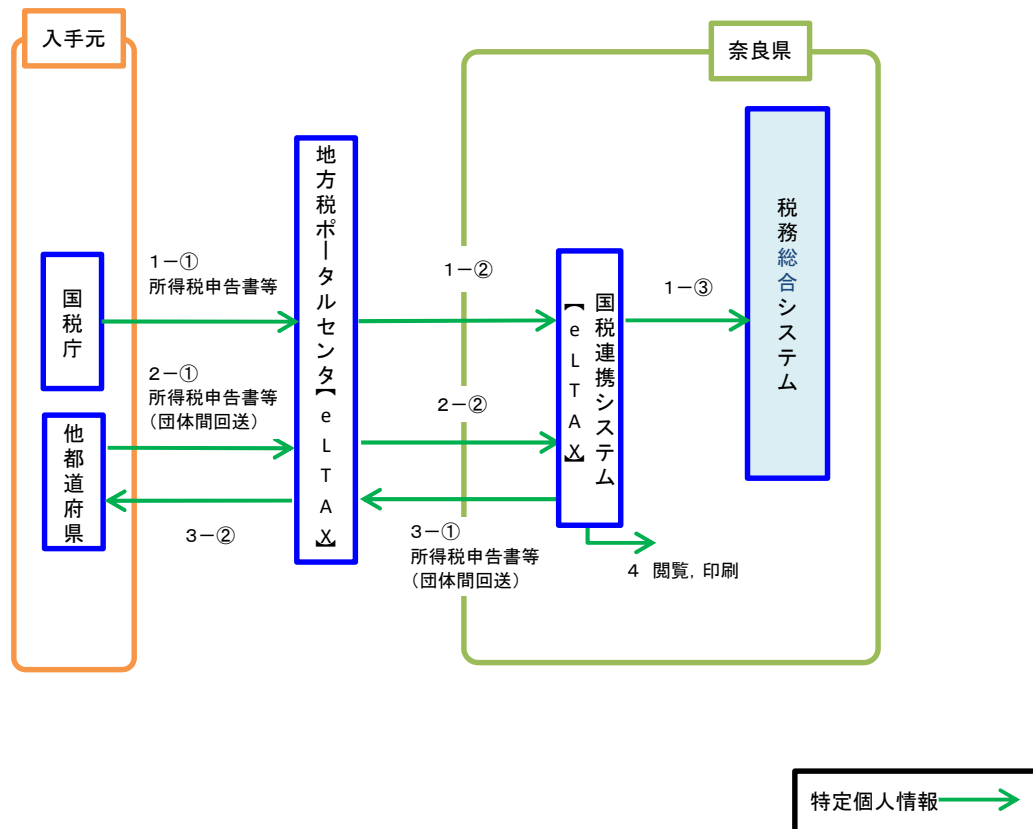 入手元
奈良県
地方税ポータルセンタ【eLTAX】
税務総合システム
国税庁
1－①
所得税申告書等
1－②
国税連携システム
【eLTAX】
1－③
2－①
所得税申告書等
（団体間回送）
2－②
他都道府県
3－②
3－①
所得税申告書等
（団体間回送）
4　閲覧，印刷
特定個人情報